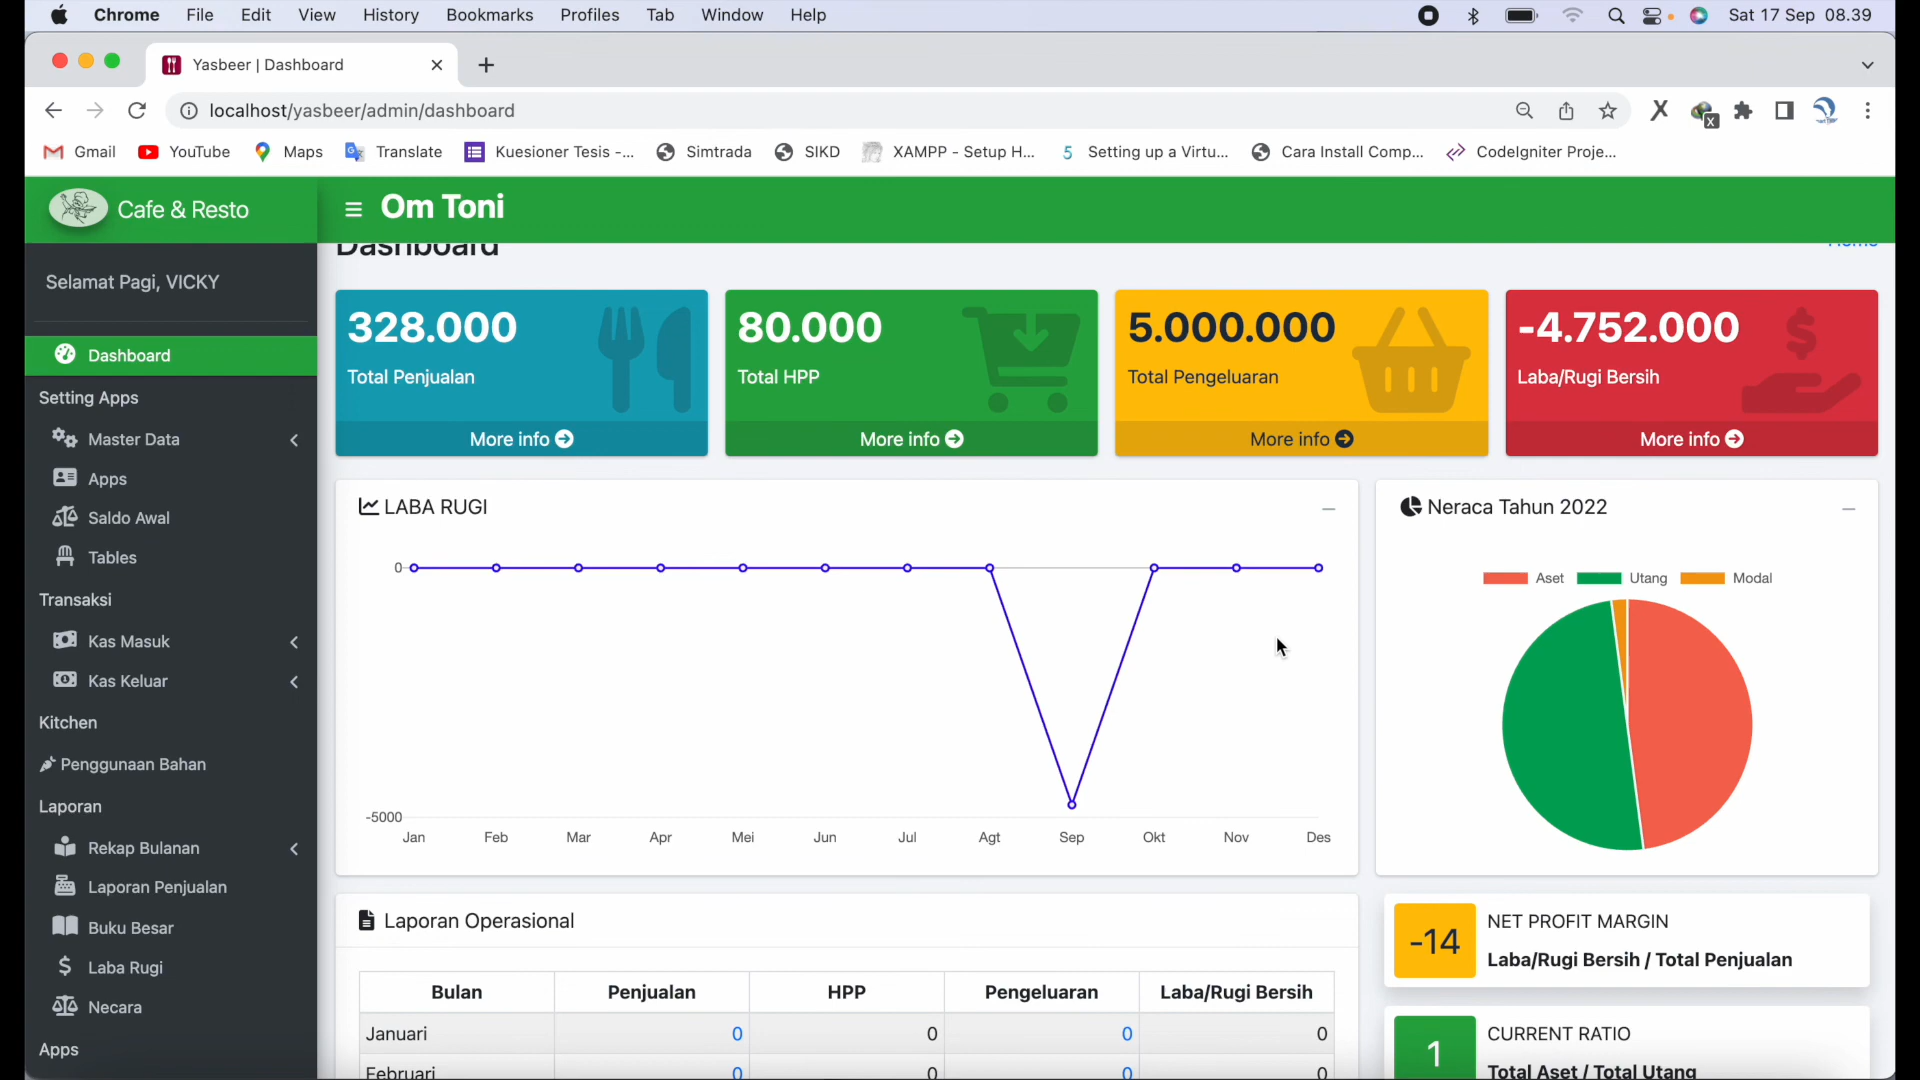 Chrome File Edit View History Bookmarks Profiles Tab Window Help Sat 17 Sep 08.39
Yasbeer | Dashboard
localhost/yasbeer/admin/dashboard
Gmail YouTube Maps Translate Kuesioner Tesis -... Simtrada SIKD XAMPP - Setup H... Setting up a Virtu... Cara Install Comp... CodeIgniter Proje...
Cafe & Resto
Om Toni
Dashboard
Home
Selamat Pagi, VICKY
Dashboard
Setting Apps
Master Data
Apps
Saldo Awal
Tables
Transaksi
Kas Masuk
Kas Keluar
Kitchen
Penggunaan Bahan
Laporan
Rekap Bulanan
Laporan Penjualan
Buku Besar
Laba Rugi
Necara
Apps
328.000
Total Penjualan
More info
80.000
Total HPP
More info
5.000.000
Total Pengeluaran
More info
-4.752.000
Laba/Rugi Bersih
More info
LABA RUGI
0
-5000
Jan Feb Mar Apr Mei Jun Jul Agt Sep Okt Nov Des
Neraca Tahun 2022
Aset Utang Modal
Laporan Operasional
Bulan Penjualan HPP Pengeluaran Laba/Rugi Bersih
Januari 0 0 0 0
Februari 0 0 0 0
-14
NET PROFIT MARGIN
Laba/Rugi Bersih / Total Penjualan
1
CURRENT RATIO
Total Aset / Total Utang